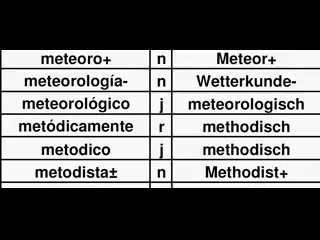 meteoro+ n Meteor+
meteorología- n Wetterkunde-
meteorológico j meteorologisch
metódicamente r methodisch
metodico j methodisch
metodista± n Methodist+